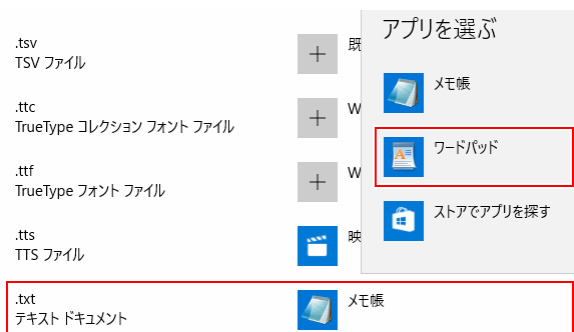 .tsv
TSV ファイル
既
.ttc
TrueType コレクション フォント ファイル
W
.ttf
TrueType フォント ファイル
W
.tts
TTS ファイル
映
.txt
テキスト ドキュメント
メモ帳
アプリを選ぶ
メモ帳
ワードパッド
ストアでアプリを探す